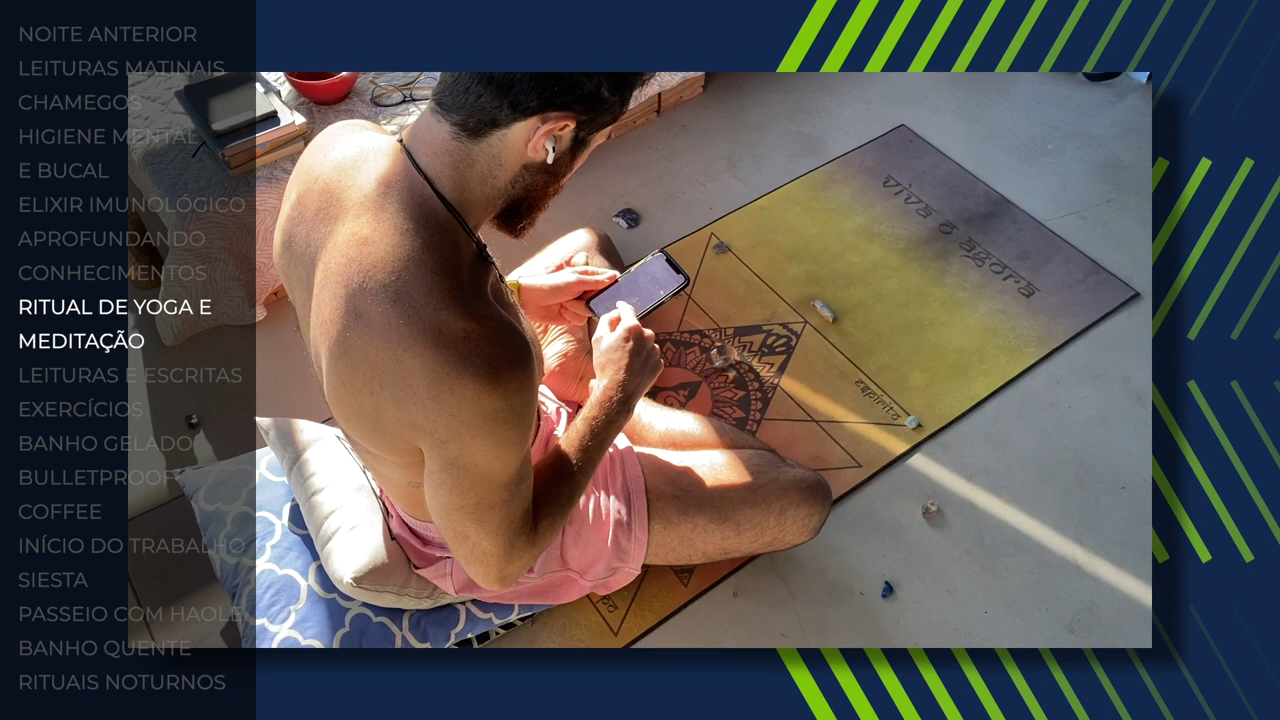 NOITE ANTERIOR
LEITURAS MATINAIS
CHAMEGOS
HIGIENE MENTAL
E BUCAL
ELIXIR IMUNOLÓGICO
APROFUNDANDO
CONHECIMENTOS
RITUAL DE YOGA E
MEDITAÇÃO
LEITURAS E ESCRITAS
EXERCÍCIOS
BANHO GELADO
BULLETPROOF
COFFEE
INÍCIO DO TRABALHO
SIESTA
PASSEIO COM HAOLE
BANHO QUENTE
RITUAIS NOTURNOS
viva o agora
espírito